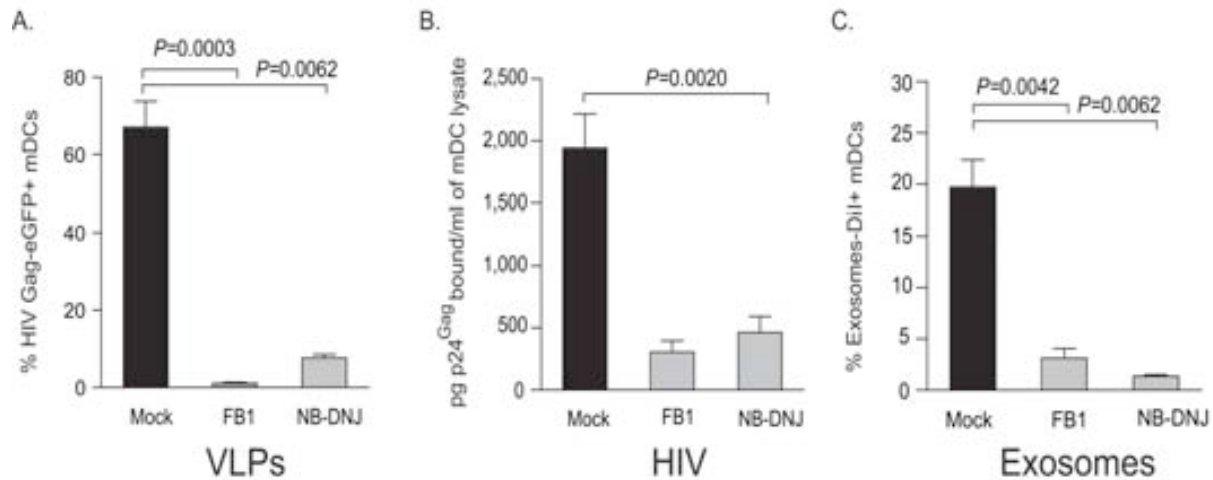 A.
P=0.0003
P=0.0062
80
60
40
20
0
% HIV Gag-eGFP+ mDCs
Mock FB1 NB-DNJ
VLPs
B.
P=0.0020
2,500
2,000
1,500
1,000
500
0
pg p24Gag bound/ml of mDC lysate
Mock FB1 NB-DNJ
HIV
C.
P=0.0042
P=0.0062
30
25
20
15
10
5
0
% Exosomes-DiI+ mDCs
Mock FB1 NB-DNJ
Exosomes